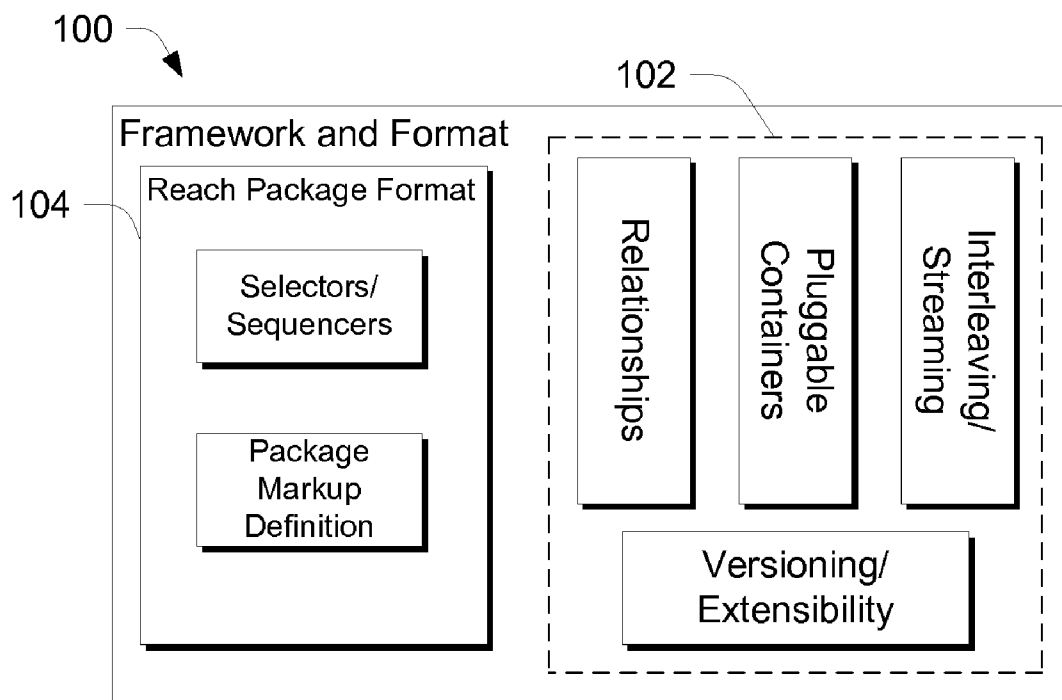 100
102
Framework and Format
104
Reach Package Format
Selectors/
Sequencers
Package
Markup
Definition
Relationships
Pluggable
Containers
Interleaving/
Streaming
Versioning/
Extensibility